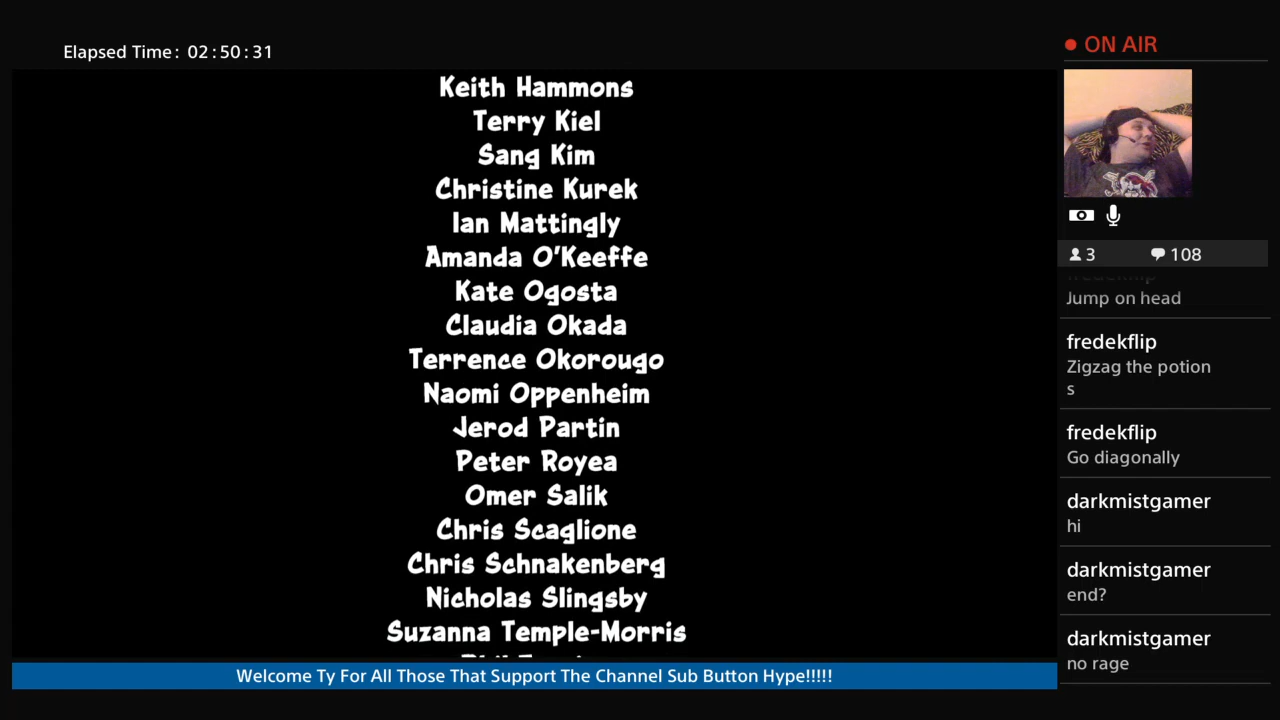 Elapsed Time: 02:50:31
ON AIR
Keith Hammons
Terry Kiel
Sang Kim
Christine Kurek
Ian Mattingly
Amanda O'Keeffe
Kate Ogosta
Claudia Okada
Terrence Okorougo
Naomi Oppenheim
Jerod Partin
Peter Royea
Omer Salik
Chris Scaglione
Chris Schnakenberg
Nicholas Slingsby
Suzanna Temple-Morris
Welcome Ty For All Those That Support The Channel Sub Button Hype!!!!!
3
108
fredekflip
Jump on head
fredekflip
Zigzag the potion
s
fredekflip
Go diagonally
darkmistgamer
hi
darkmistgamer
end?
darkmistgamer
no rage